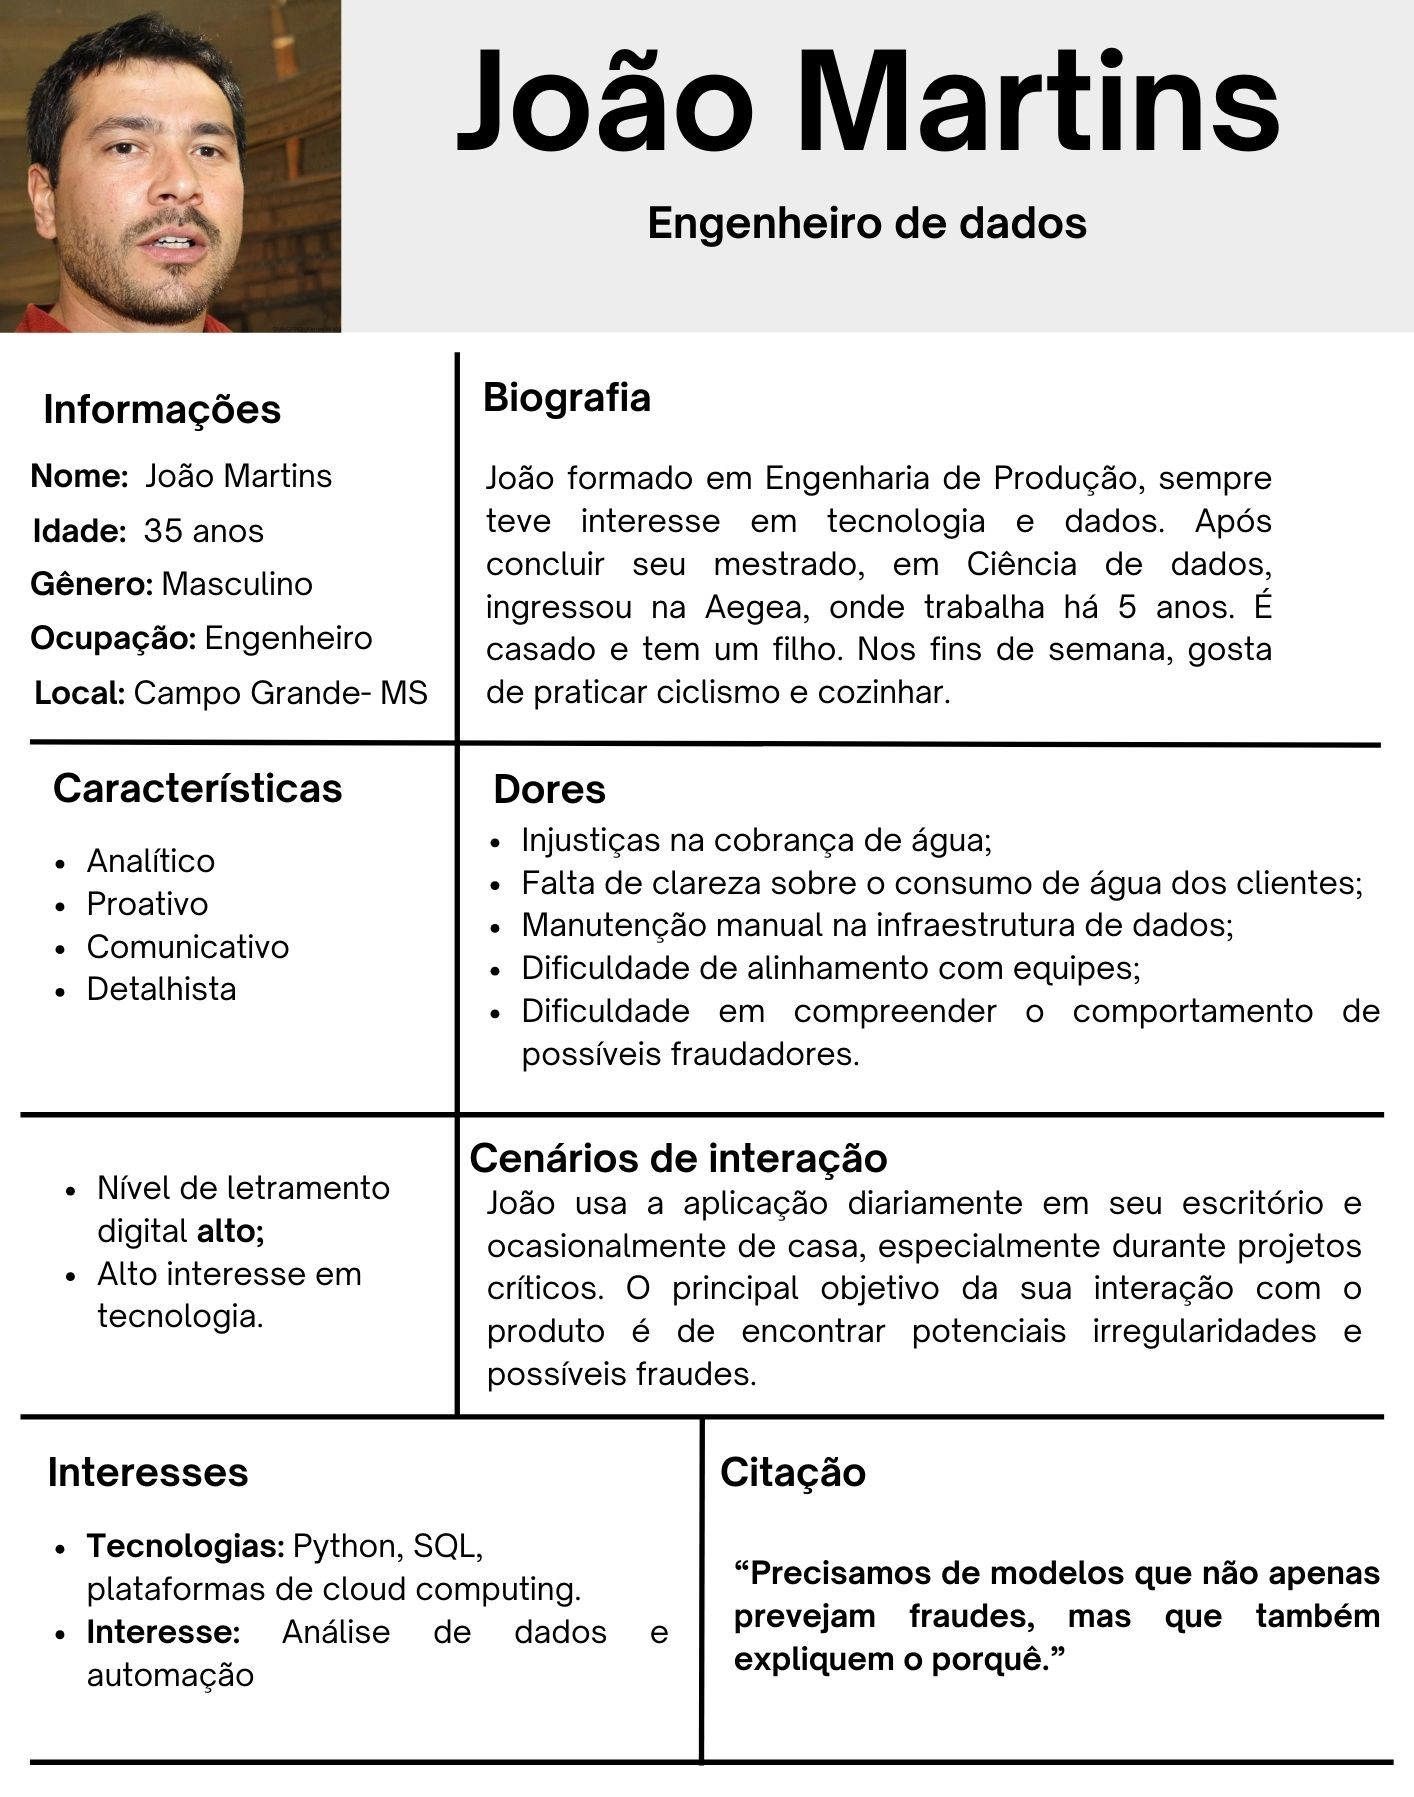 João Martins
Engenheiro de dados
Informações
Nome: João Martins
Idade: 35 anos
Gênero: Masculino
Ocupação: Engenheiro
Local: Campo Grande- MS
Biografia
João formado em Engenharia de Produção, sempre
teve interesse em tecnologia e dados. Após
concluir seu mestrado, em Ciência de dados,
ingressou na Aegea, onde trabalha há 5 anos. É
casado e tem um filho. Nos fins de semana, gosta
de praticar ciclismo e cozinhar.
Características
• Analítico
• Proativo
• Comunicativo
• Detalhista
Dores
• Injustiças na cobrança de água;
• Falta de clareza sobre o consumo de água dos clientes;
• Manutenção manual na infraestrutura de dados;
• Dificuldade de alinhamento com equipes;
• Dificuldade em compreender o comportamento de
possíveis fraudadores.
• Nível de letramento
digital alto;
• Alto interesse em
tecnologia.
Cenários de interação
João usa a aplicação diariamente em seu escritório e
ocasionalmente de casa, especialmente durante projetos
críticos. O principal objetivo da sua interação com o
produto é de encontrar potenciais irregularidades e
possíveis fraudes.
Interesses
• Tecnologias: Python, SQL,
plataformas de cloud computing.
• Interesse: Análise de dados e
automação
Citação
“Precisamos de modelos que não apenas
prevejam fraudes, mas que também
expliquem o porquê.”